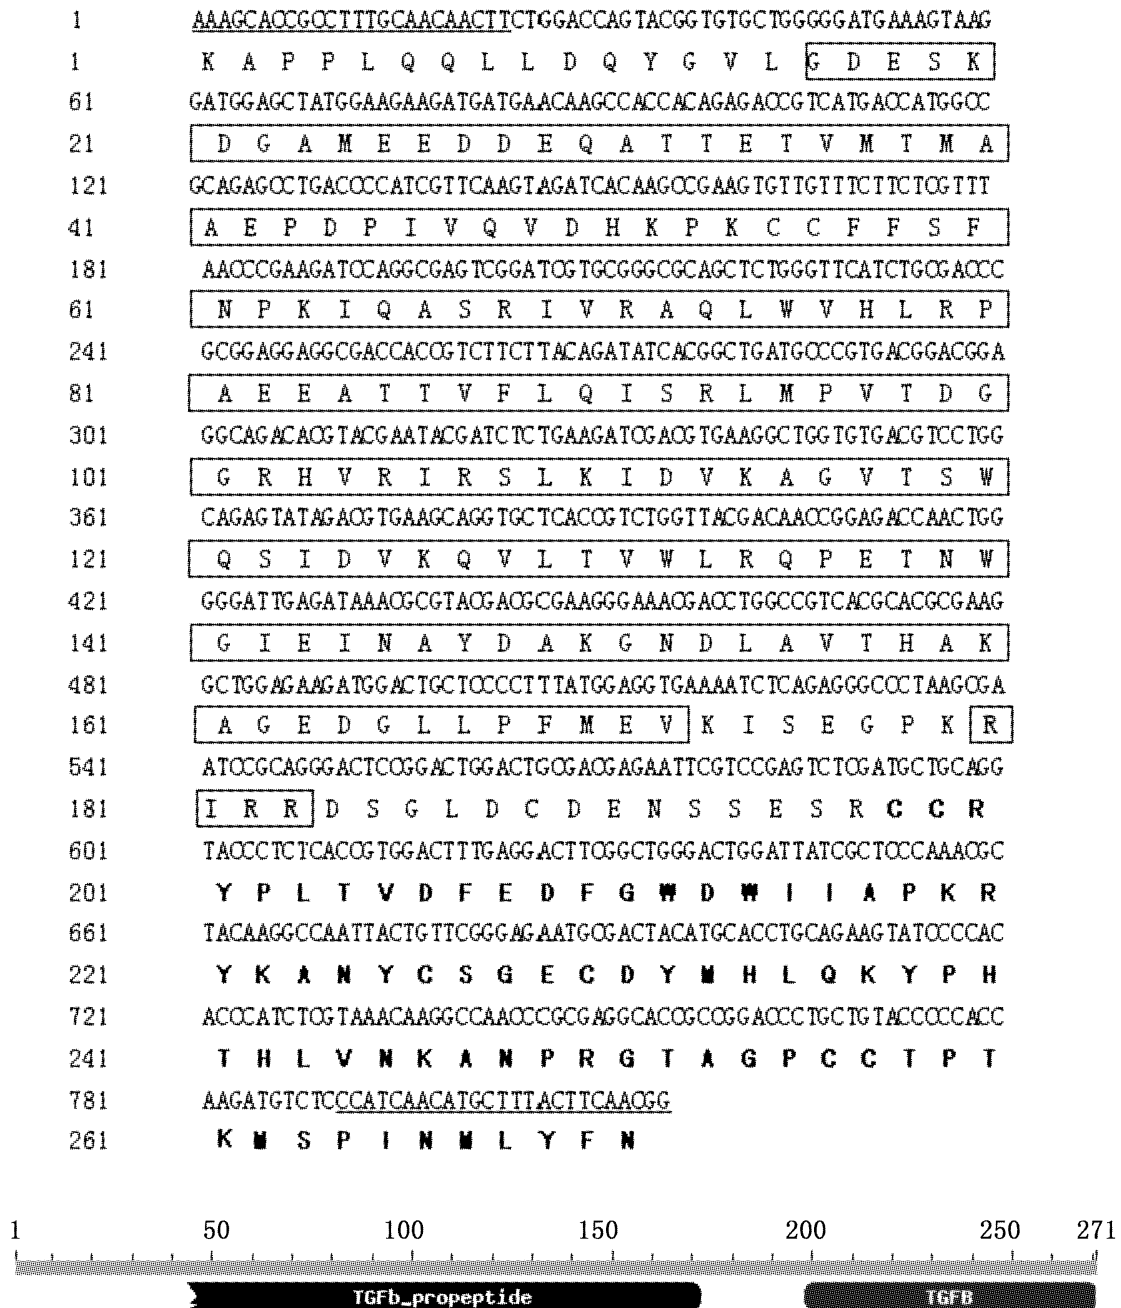 1 AAAGCACCGCCTTTGCAACAACTTCTGGACCAGTACGGTGTGCTGGGGGATGAAAGTAAG
1 K A P P L Q Q L L D Q Y G V L G D E S K
61 GATGGAGCTATGGAAGAAGATGATGAACAAGCCACCACAGAGACCGTCATGACCATGGCC
21 D G A M E E D D E Q A T T E T V M T M A
121 GCAGAGCCTGACCCCATCGTTCAAGTAGATCACAAGCCGAAGTGTTGTTTCTTCTCGTTT
41 A E P D P I V Q V D H K P K C C F F S F
181 AACCCGAAGATCCAGGCGAGTCGGATCGTGCGGGCGCAGCTCTGGGTTCATCTGCGACCC
61 N P K I Q A S R I V R A Q L W V H L R P
241 GCGGAGGAGGCGACCACCGTCTTCTTACAGATATCACGGCTGATGCCCGTGACGGACGGA
81 A E E A T T V F L Q I S R L M P V T D G
301 GGCAGACACGTACGAATACGATCTCTGAAGATCGACGTGAAGGCTGGTGTGACGTCCTGG
101 G R H V R I R S L K I D V K A G V T S W
361 CAGAGTATAGACGTGAAGCAGGTGCTCACCGTCTGGTTACGACAACCGGAGACCAACTGG
121 Q S I D V K Q V L T V W L R Q P E T N W
421 GGGATTGAGATAAACGCGTACGACGCGAAGGGAAACGACCTGGCCGTCACGCACGCGAAG
141 G I E I N A Y D A K G N D L A V T H A K
481 GCTGGAGAAGATGGACTGCTCCCCTTTATGGAGGTGAAAATCTCAGAGGGCCCTAAGCGA
161 A G E D G L L P F M E V K I S E G P K R
541 ATCCGCAGGGACTCCGGACTGGACTGCGACGAGAATTCGTCCGAGTCTCGATGCTGCAGG
181 I R R D S G L D C D E N S S E S R C C R
601 TACCCTCTCACCGTGGACTTTGAGGACTTCGGCTGGGACTGGATTATCGCTCCCAAACGC
201 Y P L T V D F E D F G W D W I I A P K R
661 TACAAGGCCAATTACTGTTCGGGAGAATGCGACTACATGCACCTGCAGAAGTATCCCCAC
221 Y K A N Y C S G E C D Y M H L Q K Y P H
721 ACCCATCTCGTAAACAAGGCCAACCCGCGAGGCACCGCCGGACCCTGCTGTACCCCCACC
241 T H L V N K A N P R G T A G P C C T P T
781 AAGATGTCTCCCATCAACATGCTTTACTTCAACGG
261 K M S P I N M L Y F N
1 50 100 150 200 250 271
TGFb_propeptide TGFB